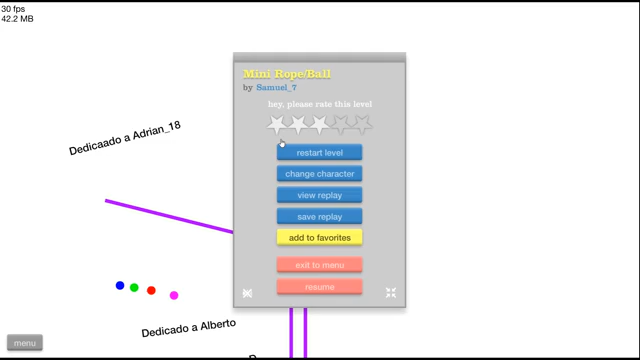 30 fps
42.2 MB
Mini Rope/Ball
by Samuel_7
hey, please rate this level
Dedicaado a Adrian_18
restart level
change character
view replay
save replay
add to favorites
exit to menu
resume
Dedicado a Alberto
menu